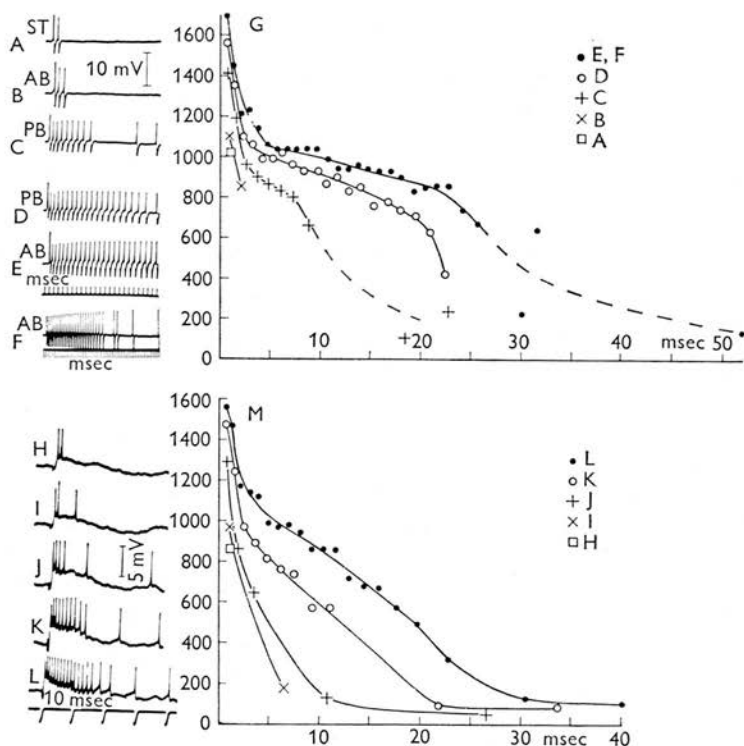 ST
A
10 mV
AB
B
PB
C
PB
D
AB
E
msec
AB
F
msec
G
1600
1400
1200
1000
800
600
400
200
0
10
20
30
40
msec 50
E, F
D
C
B
A
H
I
J
5 mV
K
L
10 msec
M
1600
1400
1200
1000
800
600
400
200
0
10
20
30
msec 40
L
K
J
I
H